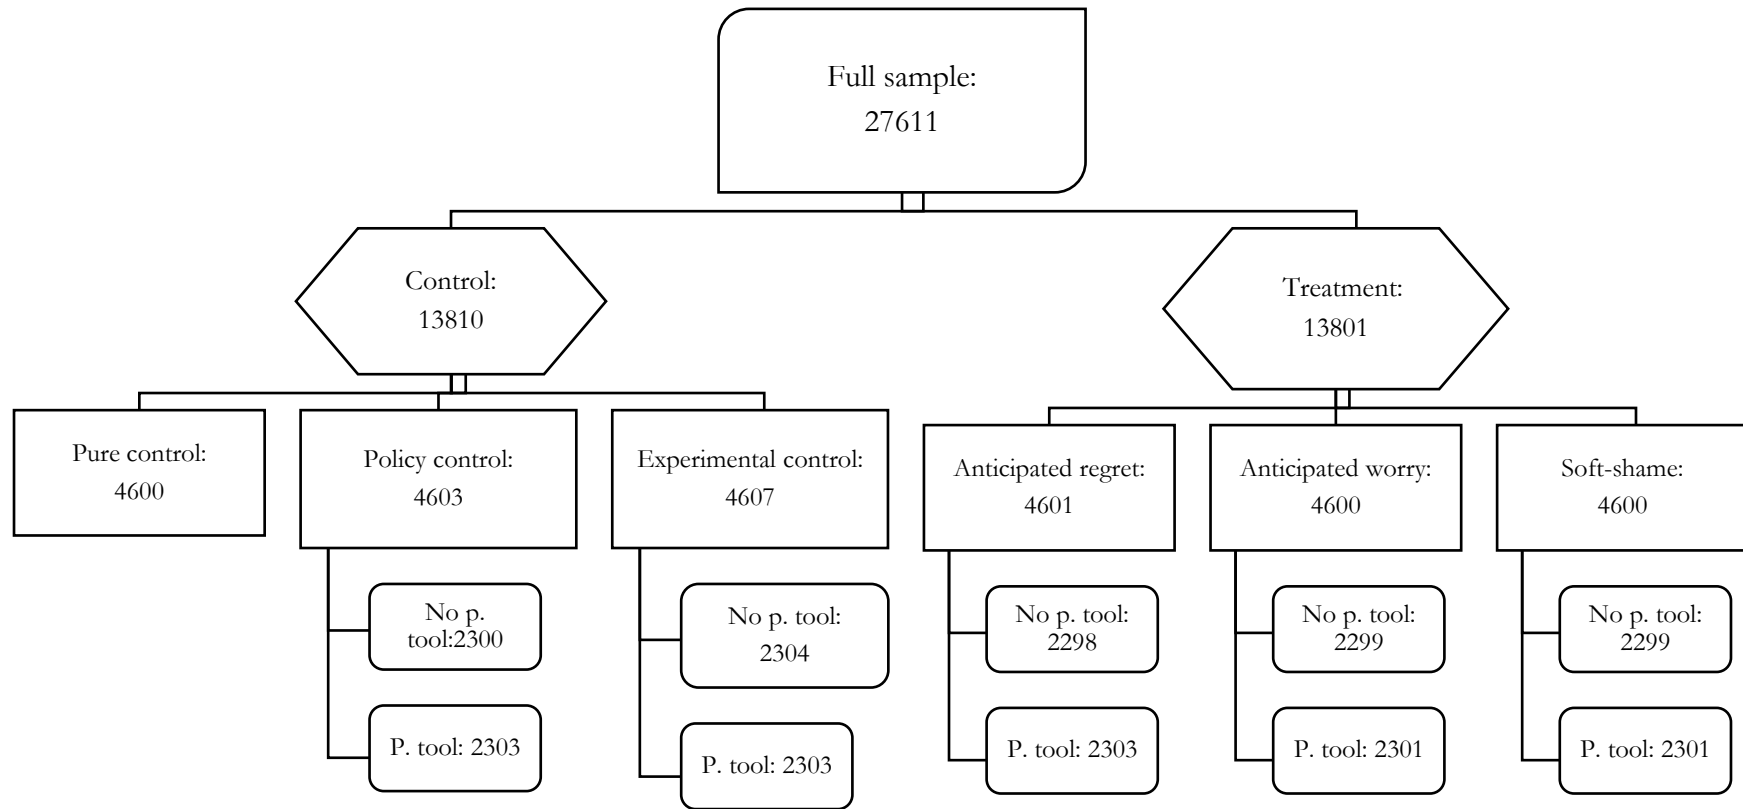 Full sample:
27611
Control:
13810
Treatment:
13801
Pure control:
4600
Policy control:
4603
Experimental control:
4607
Anticipated regret:
4601
Anticipated worry:
4600
Soft-shame:
4600
No p.
tool:2300
No p. tool:
2304
No p. tool:
2298
No p. tool:
2299
No p. tool:
2299
P. tool: 2303
P. tool: 2303
P. tool: 2303
P. tool: 2301
P. tool: 2301